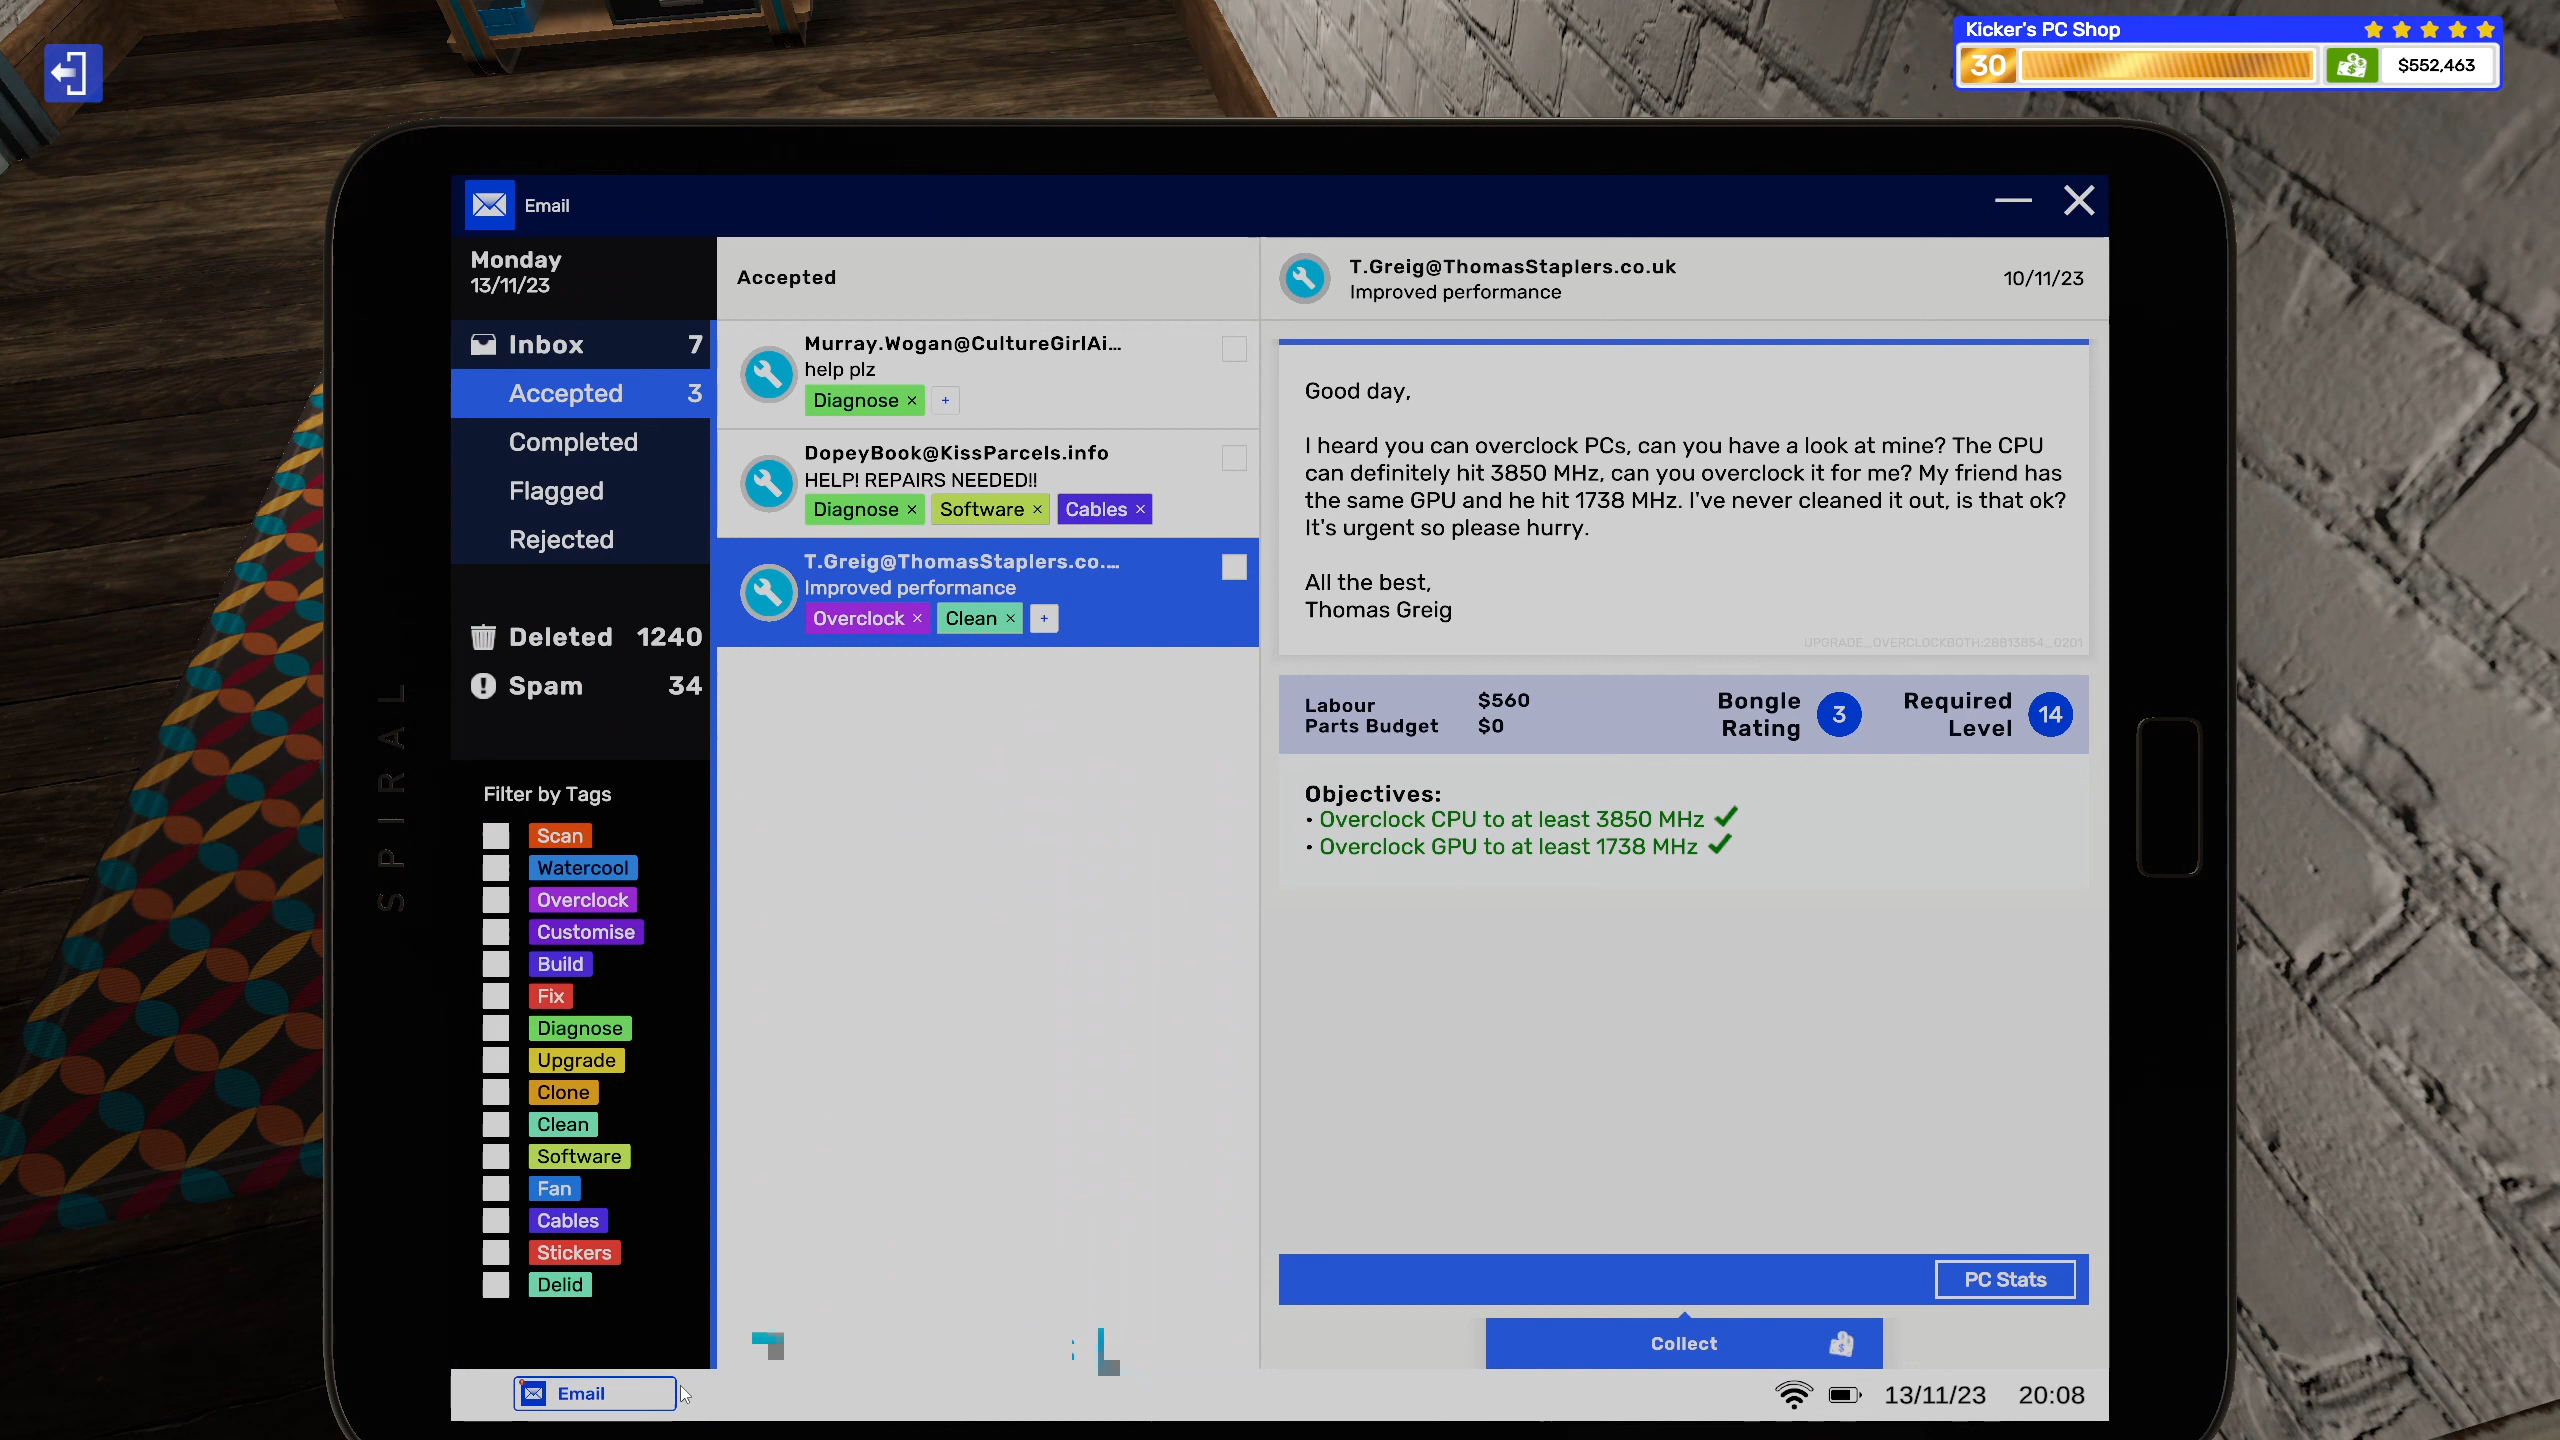 Kicker's PC Shop
30
$552,463
Email
Monday
13/11/23
Inbox 7
Accepted 3
Completed
Flagged
Rejected
Deleted 1240
Spam 34
Filter by Tags
Scan
Watercool
Overclock
Customise
Build
Fix
Diagnose
Upgrade
Clone
Clean
Software
Fan
Cables
Stickers
Delid
Accepted
Murray.Wogan@CultureGirlAi...
help plz
Diagnose × +
DopeyBook@KissParcels.info
HELP! REPAIRS NEEDED!!
Diagnose × Software × Cables ×
T.Greig@ThomasStaplers.co....
Improved performance
Overclock × Clean × +
T.Greig@ThomasStaplers.co.uk
Improved performance
10/11/23
Good day,
I heard you can overclock PCs, can you have a look at mine? The CPU
can definitely hit 3850 MHz, can you overclock it for me? My friend has
the same GPU and he hit 1738 MHz. I've never cleaned it out, is that ok?
It's urgent so please hurry.
All the best,
Thomas Greig
UPGRADE_OVERCLOCKBOTH:28813854_0201
Labour $560
Parts Budget $0
Bongle
Rating 3
Required
Level 14
Objectives:
• Overclock CPU to at least 3850 MHz
• Overclock GPU to at least 1738 MHz
PC Stats
Collect
SPIRAL
Email
13/11/23 20:08